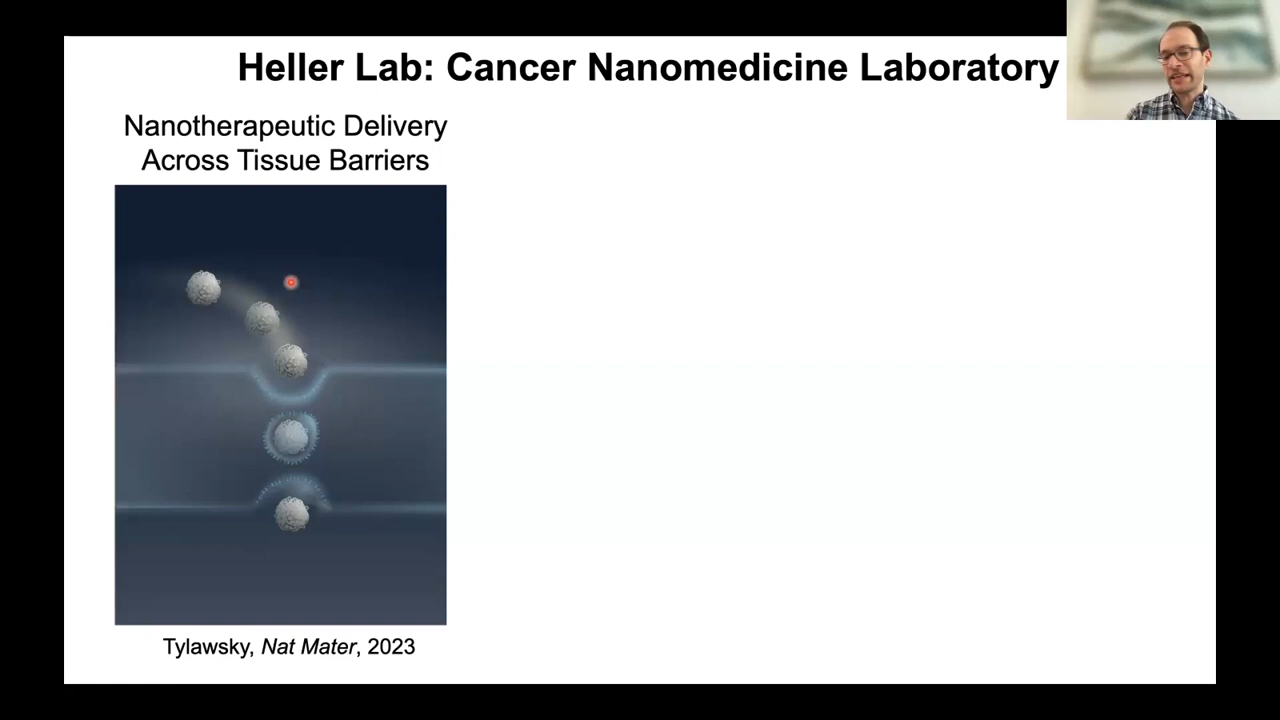 Heller Lab: Cancer Nanomedicine Laboratory
Nanotherapeutic Delivery
Across Tissue Barriers
Tylawsky, Nat Mater, 2023